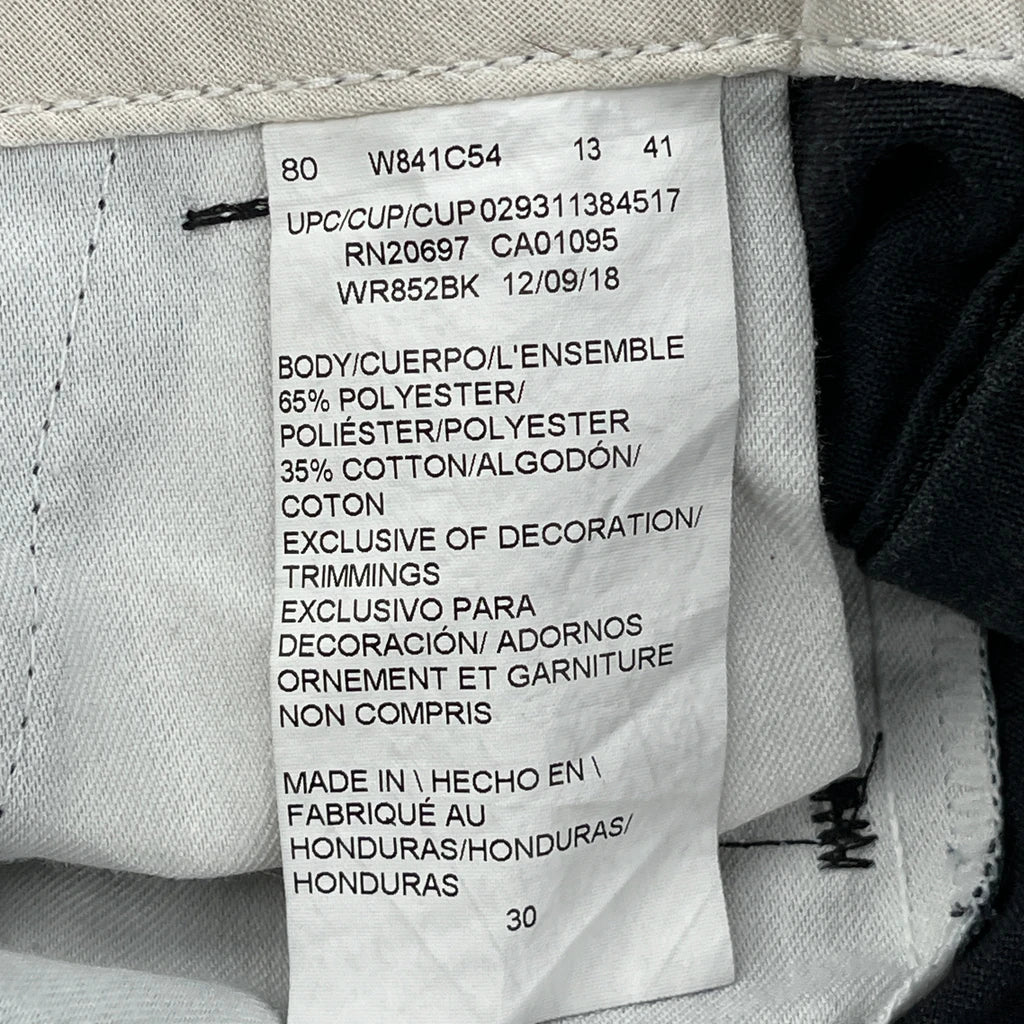 80 W841C54 13 41
UPC/CUP/CUP 029311384517
RN20697 CA01095
WR852BK 12/09/18
BODY/CUERPO/L'ENSEMBLE
65% POLYESTER/
POLIÉSTER/POLYESTER
35% COTTON/ALGODÓN/
COTON
EXCLUSIVE OF DECORATION/
TRIMMINGS
EXCLUSIVO PARA
DECORACIÓN/ ADORNOS
ORNEMENT ET GARNITURE
NON COMPRIS
MADE IN \ HECHO EN \
FABRIQUÉ AU
HONDURAS/HONDURAS/
HONDURAS
30